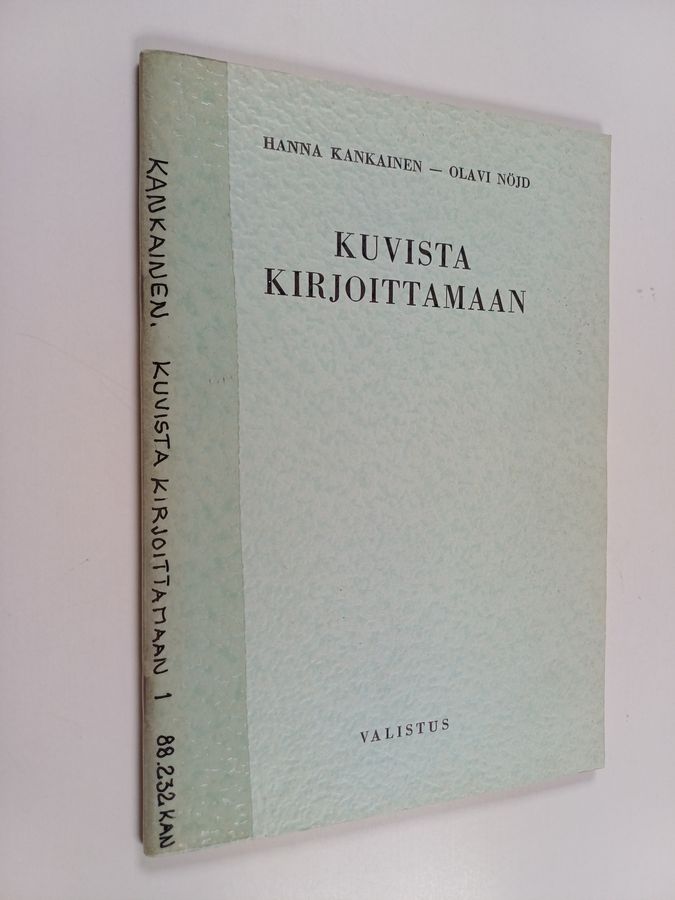 HANNA KANKAINEN — OLAVI NÖJD
KUVISTA
KIRJOITTAMAAN
VALISTUS
KANKAINEN. KUVISTA KIRJOITTAMAAN 1 88.232 KAN